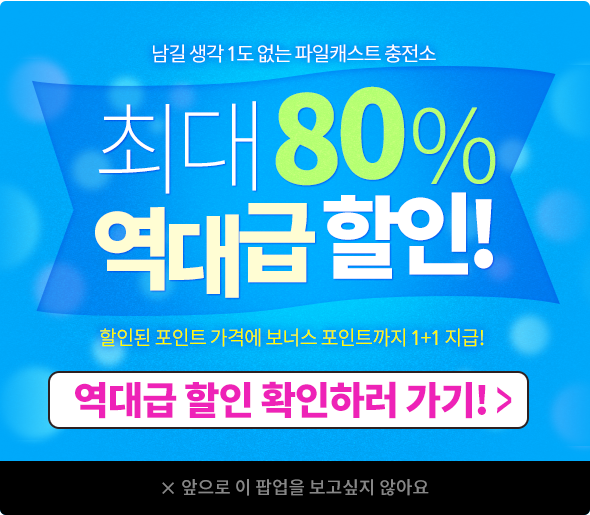 남길 생각 1도 없는 파일캐스트 충전소
최대 80%
역대급 할인!
할인된 포인트 가격에 보너스 포인트까지 1+1 지급!
역대급 할인 확인하러 가기! >
× 앞으로 이 팝업을 보고싶지 않아요